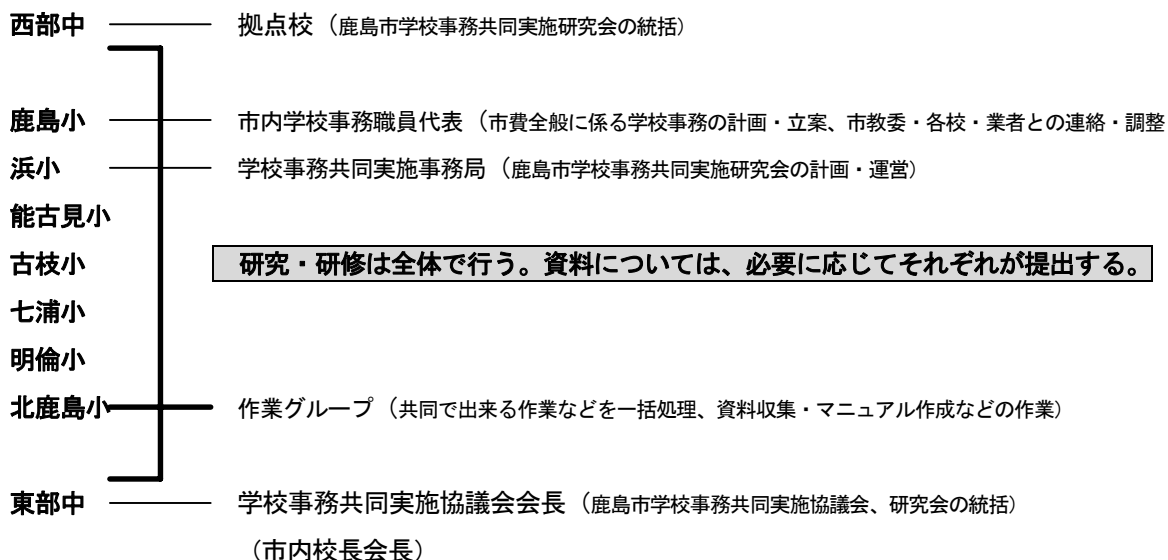 西部中 拠点校（鹿島市学校事務共同実施研究会の統括）
鹿島小 市内学校事務職員代表（市費全般に係る学校事務の計画・立案、市教委・各校・業者との連絡・調整
浜小 学校事務共同実施事務局（鹿島市学校事務共同実施研究会の計画・運営）
能古見小
古枝小 研究・研修は全体で行う。資料については、必要に応じてそれぞれが提出する。
七浦小
明倫小
北鹿島小 作業グループ（共同で出来る作業などを一括処理、資料収集・マニュアル作成などの作業）
東部中 学校事務共同実施協議会会長（鹿島市学校事務共同実施協議会、研究会の統括）
（市内校長会長）